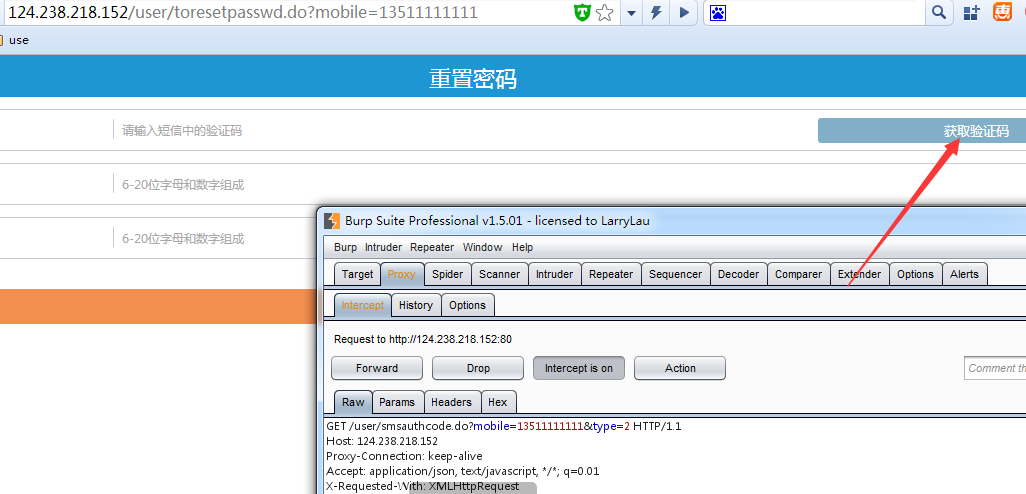 124.238.218.152/user/toresetpasswd.do?mobile=13511111111
use
重置密码
请输入短信中的验证码
获取验证码
6-20位字母和数字组成
6-20位字母和数字组成
Burp Suite Professional v1.5.01 - licensed to LarryLau
Burp Intruder Repeater Window Help
Target Proxy Spider Scanner Intruder Repeater Sequencer Decoder Comparer Extender Options Alerts
Intercept History Options
Request to http://124.238.218.152:80
Forward Drop Intercept is on Action Comment th
Raw Params Headers Hex
GET /user/smsauthcode.do?mobile=13511111111&type=2 HTTP/1.1
Host: 124.238.218.152
Proxy-Connection: keep-alive
Accept: application/json, text/javascript, */*; q=0.01
X-Requested-With: XMLHttpRequest